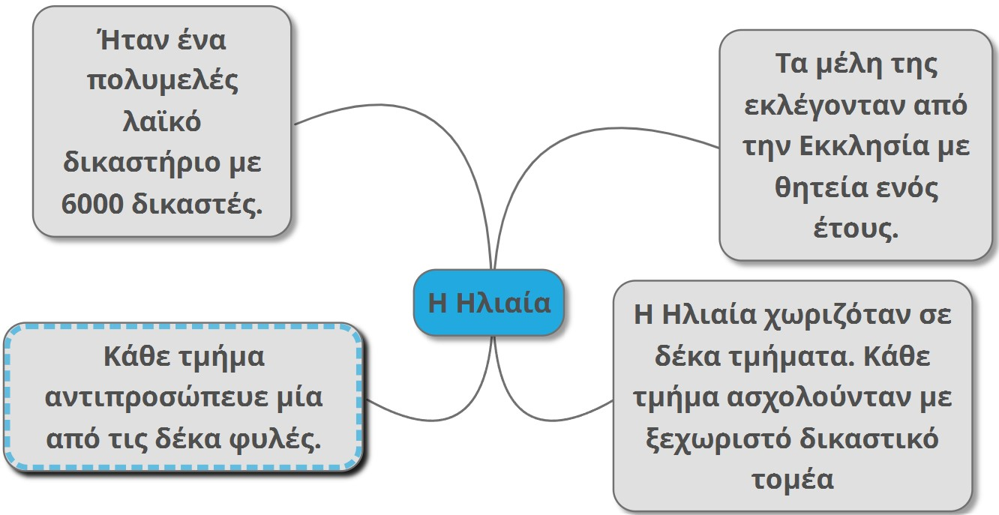 Ήταν ένα
πολυμελές
λαϊκό
δικαστήριο με
6000 δικαστές.
Τα μέλη της
εκλέγονταν από
την Εκκλησία με
θητεία ενός
έτους.
Η Ηλιαία
Κάθε τμήμα
αντιπροσώπευε μία
από τις δέκα φυλές.
Η Ηλιαία χωριζόταν σε
δέκα τμήματα. Κάθε
τμήμα ασχολούνταν με
ξεχωριστό δικαστικό
τομέα